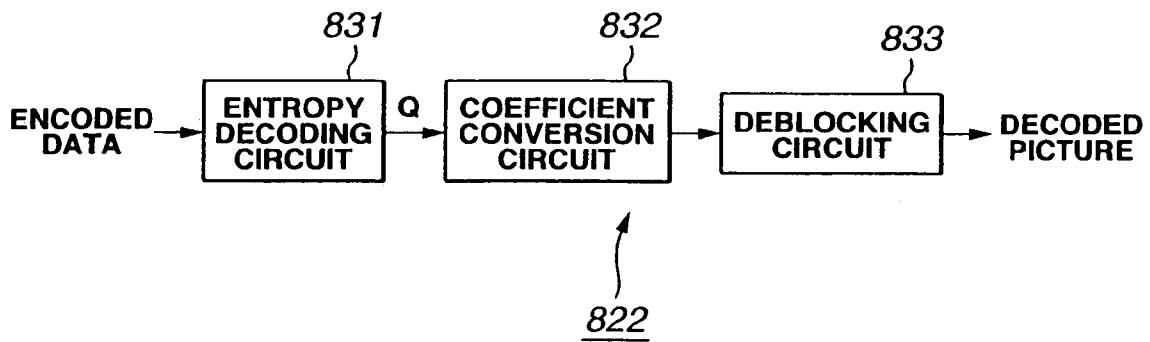 831
832
833
ENCODED
DATA
ENTROPY
DECODING
CIRCUIT
Q
COEFFICIENT
CONVERSION
CIRCUIT
DEBLOCKING
CIRCUIT
DECODED
PICTURE
822